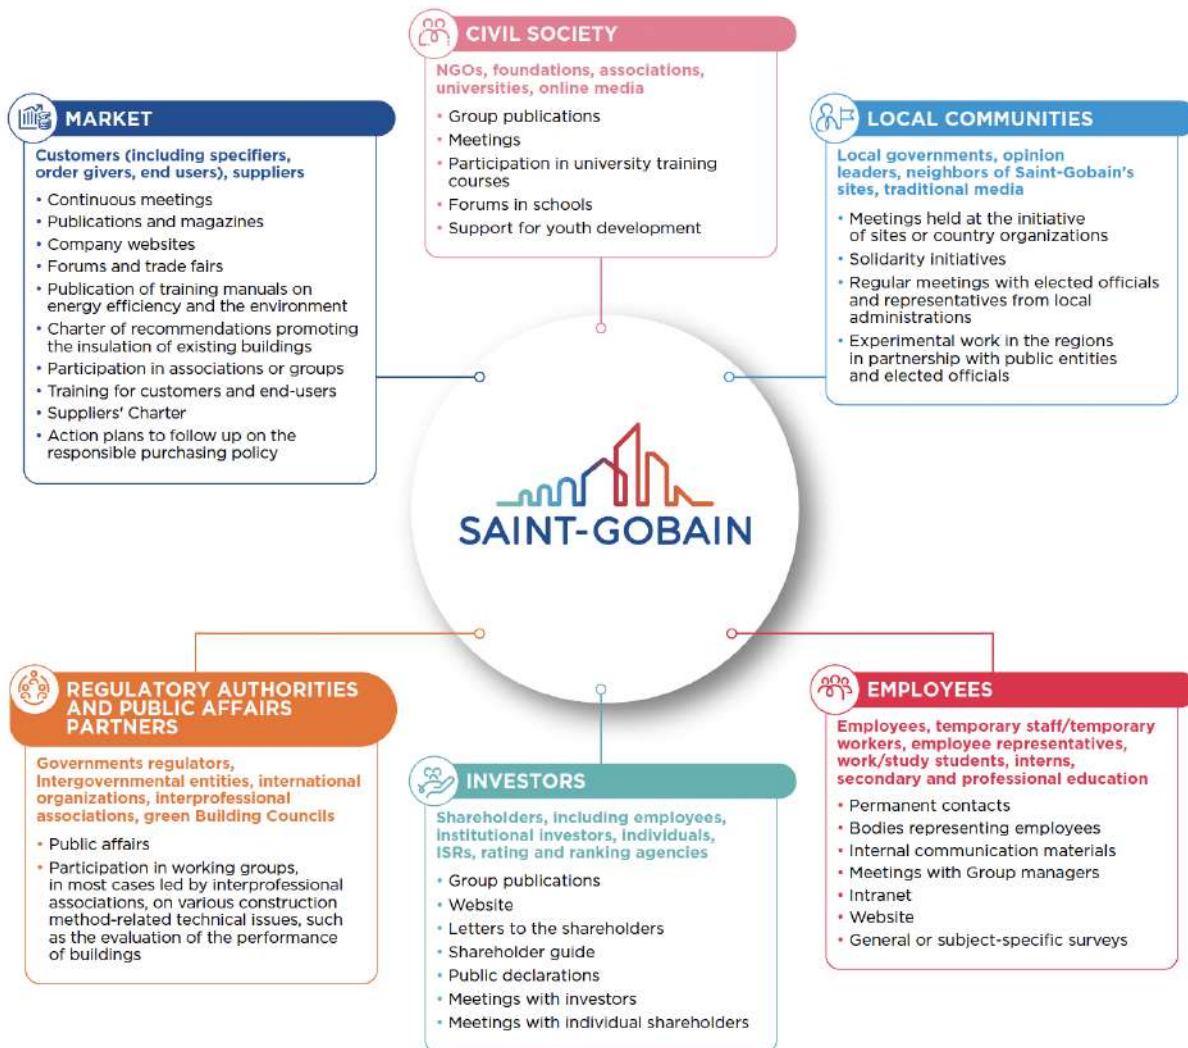 CIVIL SOCIETY
NGOs, foundations, associations,
universities, online media
• Group publications
• Meetings
• Participation in university training
courses
• Forums in schools
• Support for youth development
MARKET
Customers (including specifiers,
order givers, end users), suppliers
• Continuous meetings
• Publications and magazines
• Company websites
• Forums and trade fairs
• Publication of training manuals on
energy efficiency and the environment
• Charter of recommendations promoting
the insulation of existing buildings
• Participation in associations or groups
• Training for customers and end-users
• Suppliers' Charter
• Action plans to follow up on the
responsible purchasing policy
LOCAL COMMUNITIES
Local governments, opinion
leaders, neighbors of Saint-Gobain's
sites, traditional media
• Meetings held at the initiative
of sites or country organizations
• Solidarity initiatives
• Regular meetings with elected officials
and representatives from local
administrations
• Experimental work in the regions
in partnership with public entities
and elected officials
SAINT-GOBAIN
REGULATORY AUTHORITIES
AND PUBLIC AFFAIRS
PARTNERS
Governments regulators,
Intergovernmental entities, international
organizations, interprofessional
associations, green Building Councils
• Public affairs
• Participation in working groups,
in most cases led by interprofessional
associations, on various construction
method-related technical issues, such
as the evaluation of the performance
of buildings
INVESTORS
Shareholders, including employees,
institutional investors, individuals,
ISRs, rating and ranking agencies
• Group publications
• Website
• Letters to the shareholders
• Shareholder guide
• Public declarations
• Meetings with investors
• Meetings with individual shareholders
EMPLOYEES
Employees, temporary staff/temporary
workers, employee representatives,
work/study students, interns,
secondary and professional education
• Permanent contacts
• Bodies representing employees
• Internal communication materials
• Meetings with Group managers
• Intranet
• Website
• General or subject-specific surveys